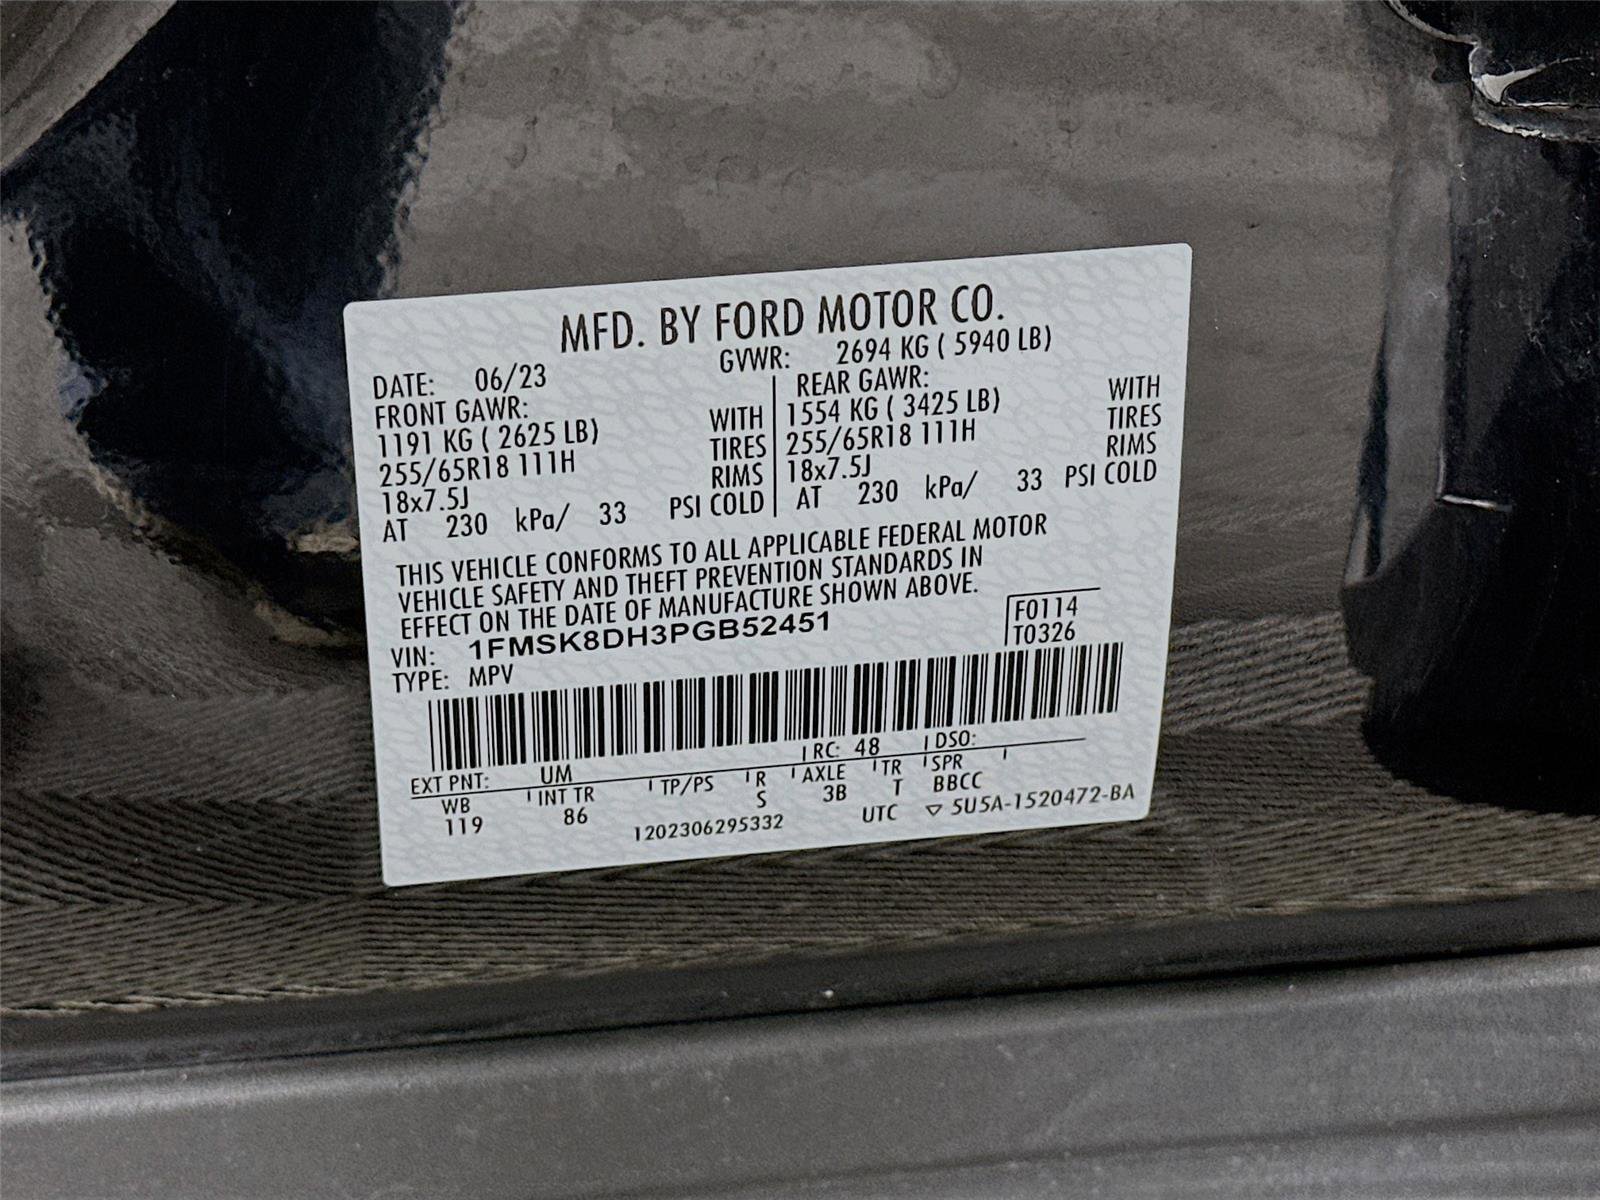 MFD. BY FORD MOTOR CO.
DATE: 06/23 GVWR: 2694 KG ( 5940 LB)
FRONT GAWR: REAR GAWR:
1191 KG ( 2625 LB) WITH 1554 KG ( 3425 LB) WITH
255/65R18 111H TIRES 255/65R18 111H TIRES
18x7.5J RIMS 18x7.5J RIMS
AT 230 kPa/ 33 PSI COLD AT 230 kPa/ 33 PSI COLD
THIS VEHICLE CONFORMS TO ALL APPLICABLE FEDERAL MOTOR
VEHICLE SAFETY AND THEFT PREVENTION STANDARDS IN
EFFECT ON THE DATE OF MANUFACTURE SHOWN ABOVE.
VIN: 1FMSK8DH3PGB52451 F0114
TYPE: MPV T0326
EXT PNT: UM RC: 48 DSO:
WB INT TR TP/PS R AXLE TR SPR
119 86 S 3B T BBCC
1202306295332 UTC ▽ 5U5A-1520472-BA